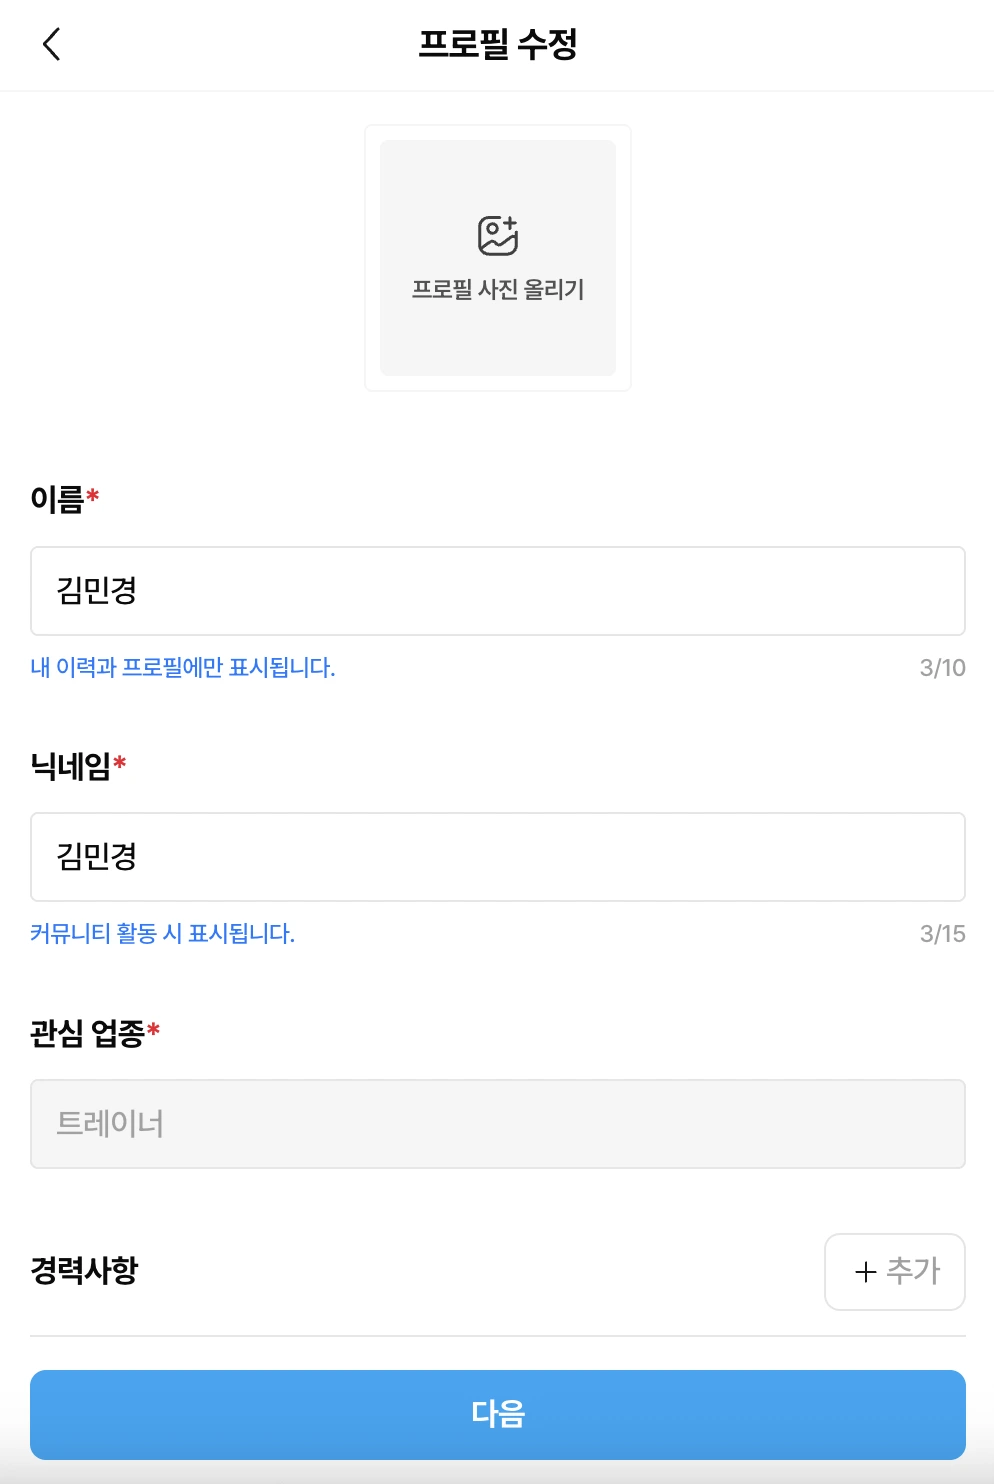 프로필 수정
프로필 사진 올리기
이름*
김민경
내 이력과 프로필에만 표시됩니다. 3/10
닉네임*
김민경
커뮤니티 활동 시 표시됩니다. 3/15
관심 업종*
트레이너
경력사항 + 추가
다음